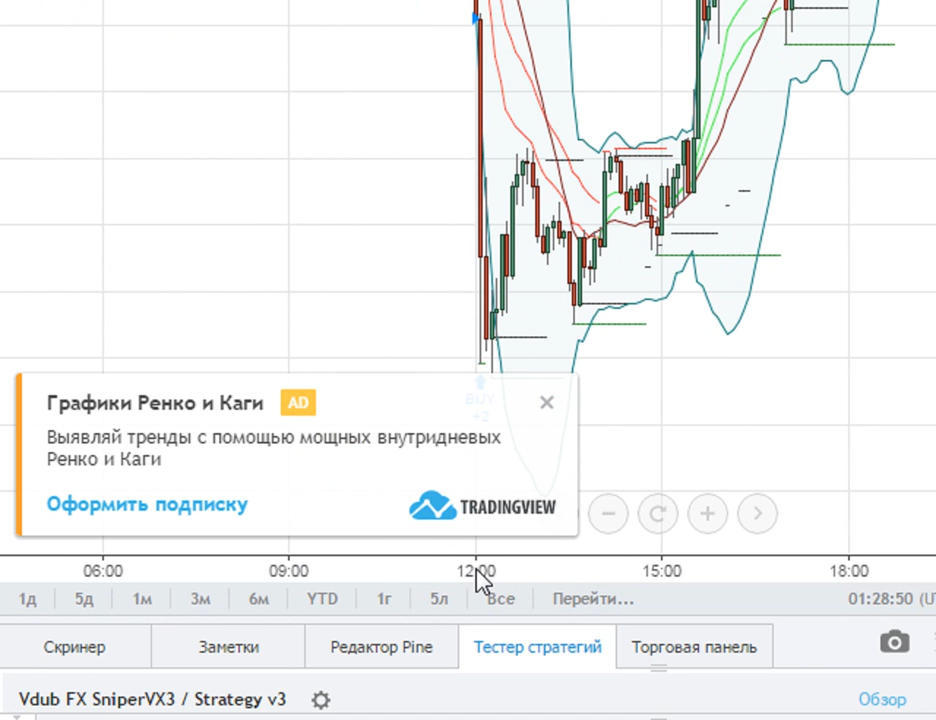 BUY
+2
Графики Ренко и Каги AD
Выявляй тренды с помощью мощных внутридневых
Ренко и Каги
Оформить подписку
TRADINGVIEW
06:00 09:00 12:00 15:00 18:00
1д 5д 1м 3м 6м YTD 1г 5л Все Перейти... 01:28:50 (U
Скринер Заметки Редактор Pine Тестер стратегий Торговая панель
Vdub FX SniperVX3 / Strategy v3 Обзор